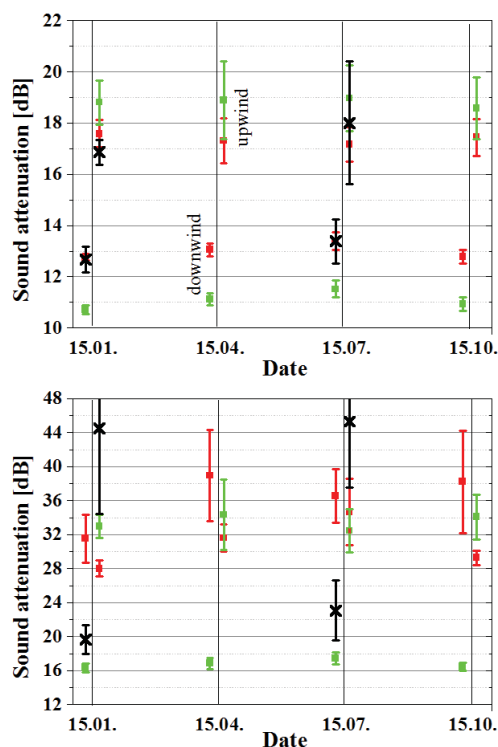 22
20
18
16
14
12
10
Sound attenuation [dB]
upwind
downwind
15.01. 15.04. 15.07. 15.10.
Date
48
44
40
36
32
28
24
20
16
12
Sound attenuation [dB]
15.01. 15.04. 15.07. 15.10.
Date